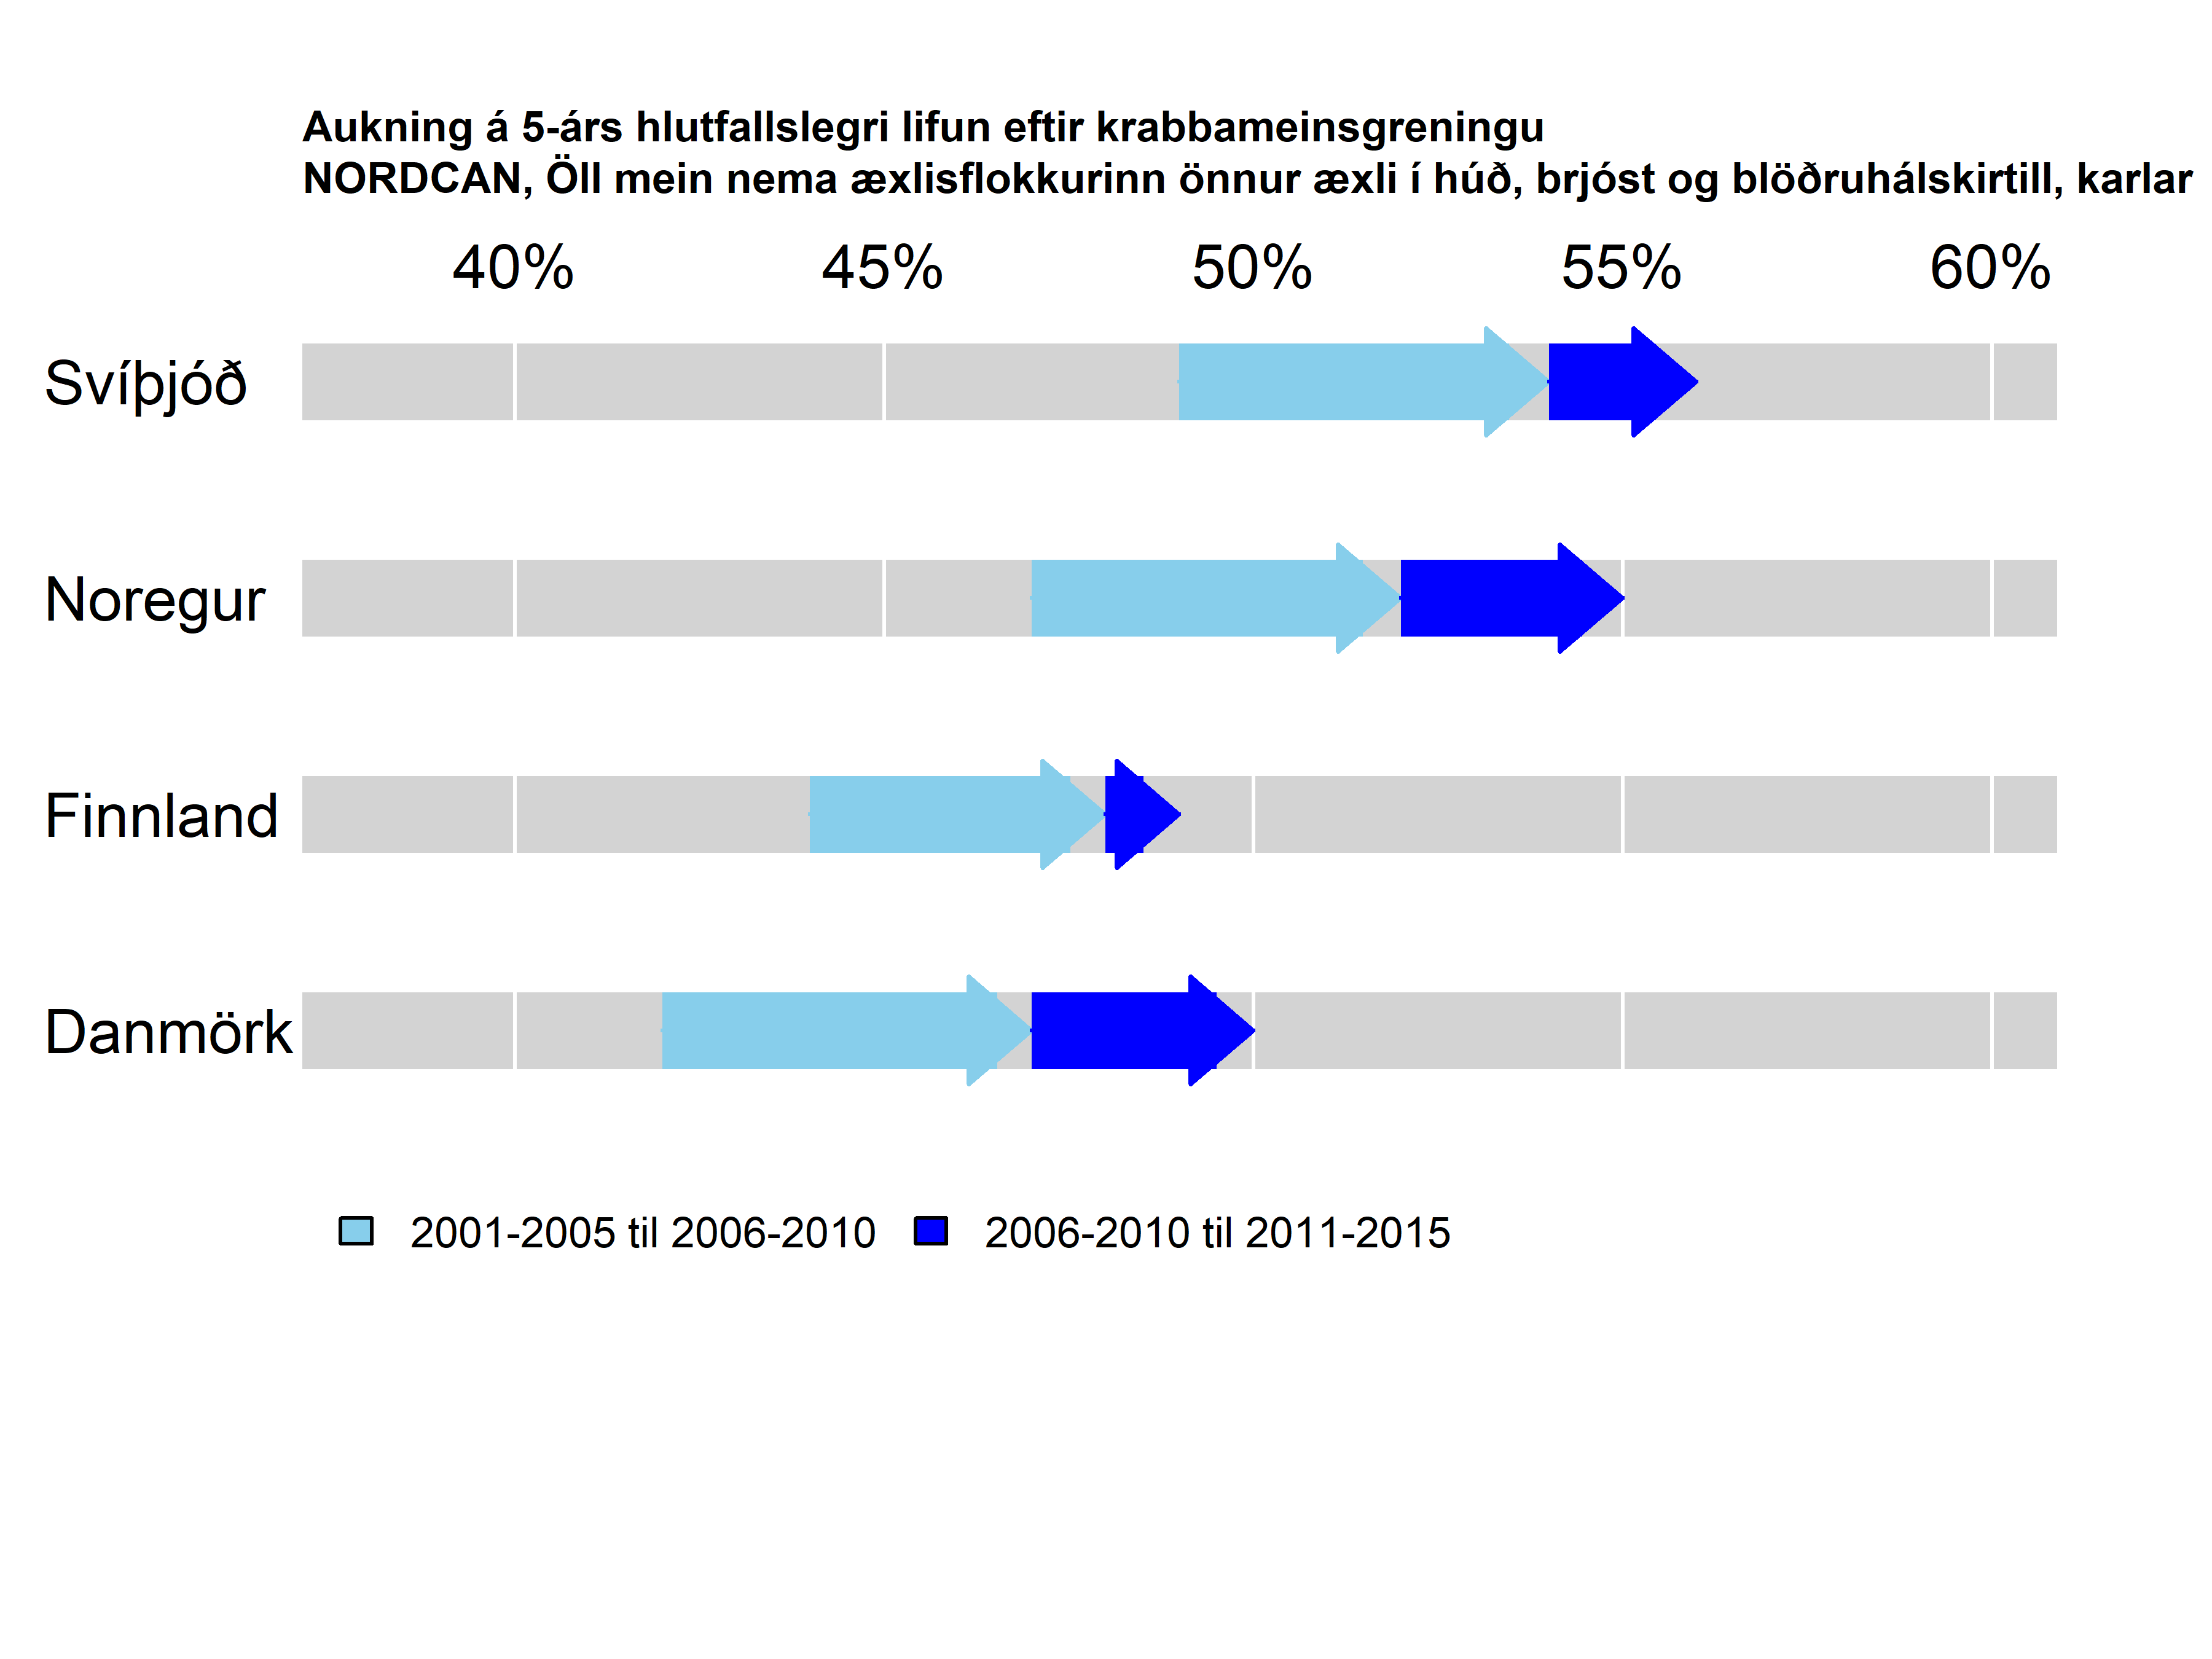 Aukning á 5-árs hlutfallslegri lifun eftir krabbameinsgreningu
NORDCAN, Öll mein nema æxlisflokkurinn önnur æxli í húð, brjóst og blöðruhálskirtill, karlar
40% 45% 50% 55% 60%
Svíþjóð
Noregur
Finnland
Danmörk
2001-2005 til 2006-2010 2006-2010 til 2011-2015